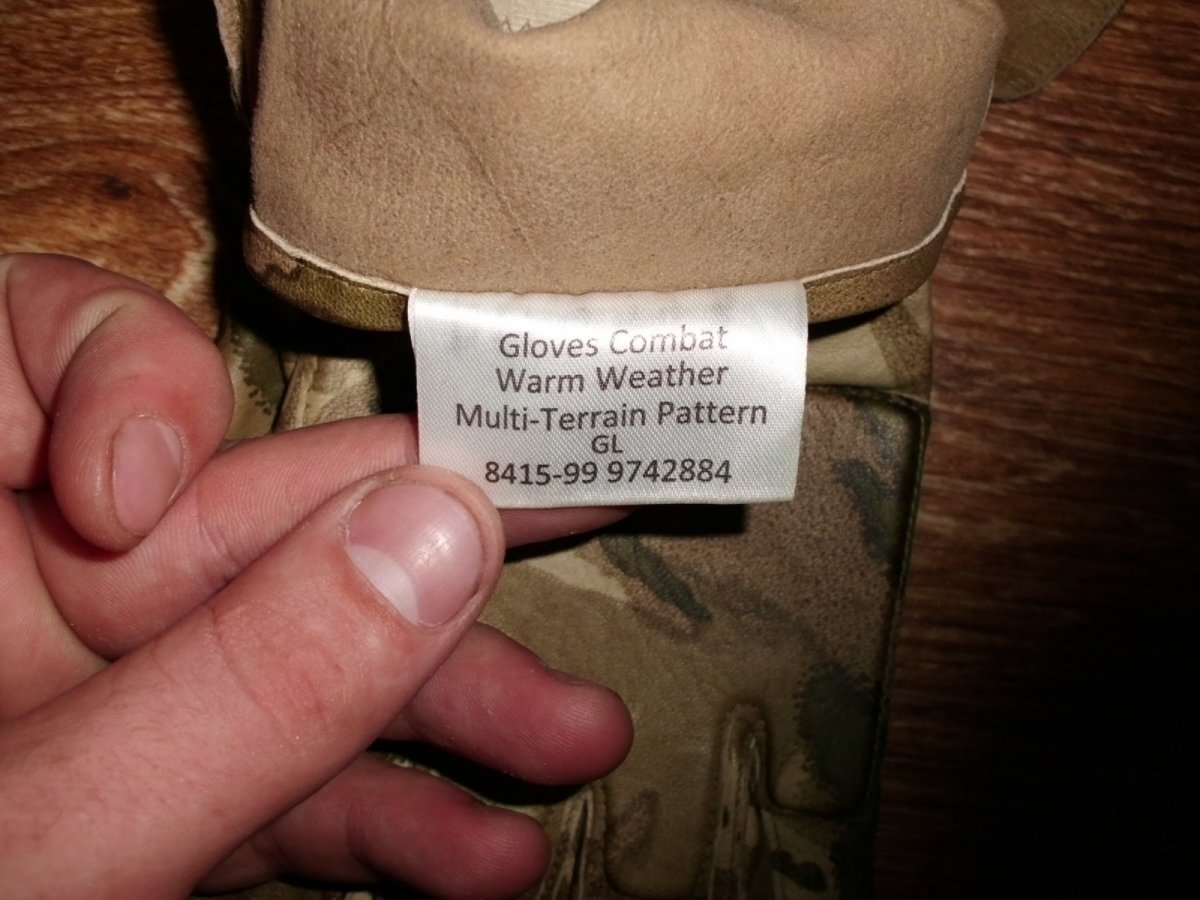 Gloves Combat
Warm Weather
Multi-Terrain Pattern
GL
8415-99 9742884